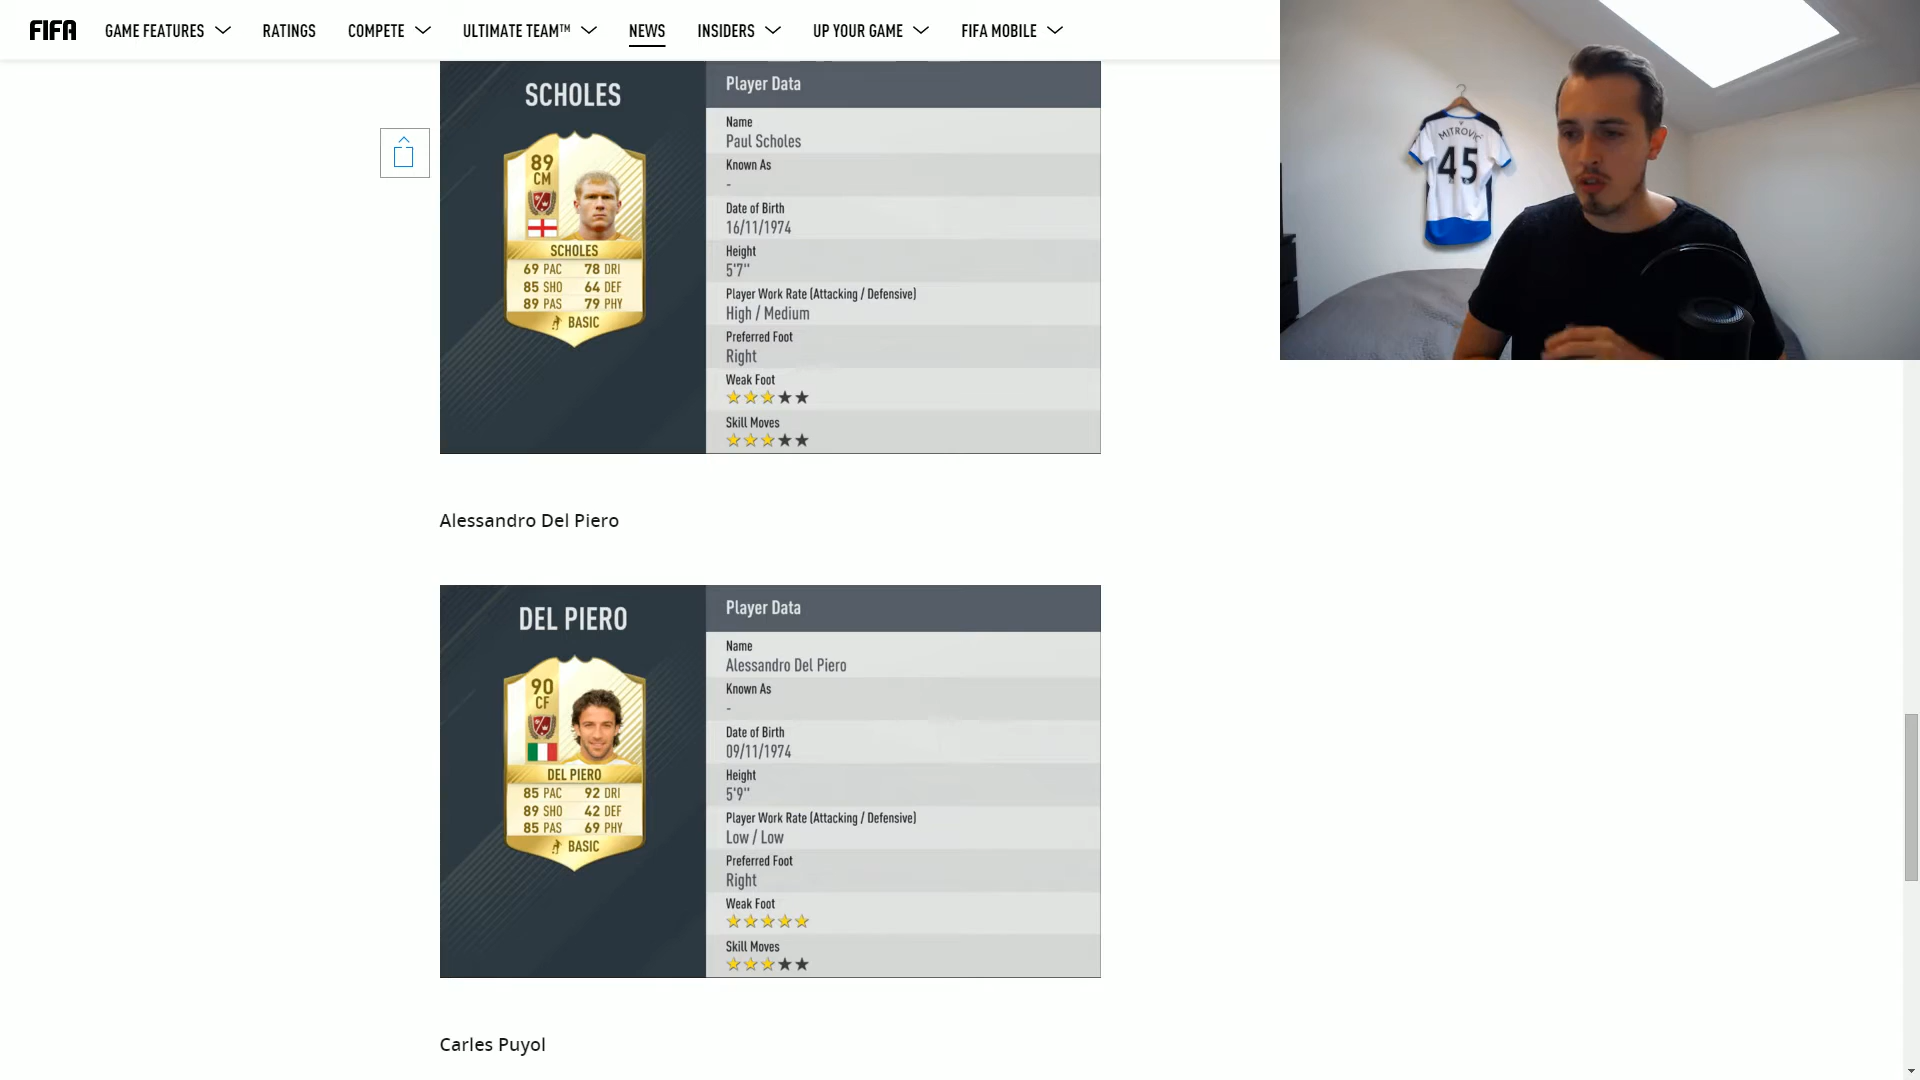 FIFA GAME FEATURES RATINGS COMPETE ULTIMATE TEAM™ NEWS INSIDERS UP YOUR GAME FIFA MOBILE
SCHOLES
89
CM
SCHOLES
69 PAC 78 DRI
85 SHO 64 DEF
89 PAS 79 PHY
BASIC
Player Data
Name
Paul Scholes
Known As
-
Date of Birth
16/11/1974
Height
5'7''
Player Work Rate (Attacking / Defensive)
High / Medium
Preferred Foot
Right
Weak Foot
Skill Moves
MITROVIĆ
45
Alessandro Del Piero
DEL PIERO
90
CF
DEL PIERO
85 PAC 92 DRI
89 SHO 42 DEF
85 PAS 69 PHY
BASIC
Player Data
Name
Alessandro Del Piero
Known As
-
Date of Birth
09/11/1974
Height
5'9''
Player Work Rate (Attacking / Defensive)
Low / Low
Preferred Foot
Right
Weak Foot
Skill Moves
Carles Puyol